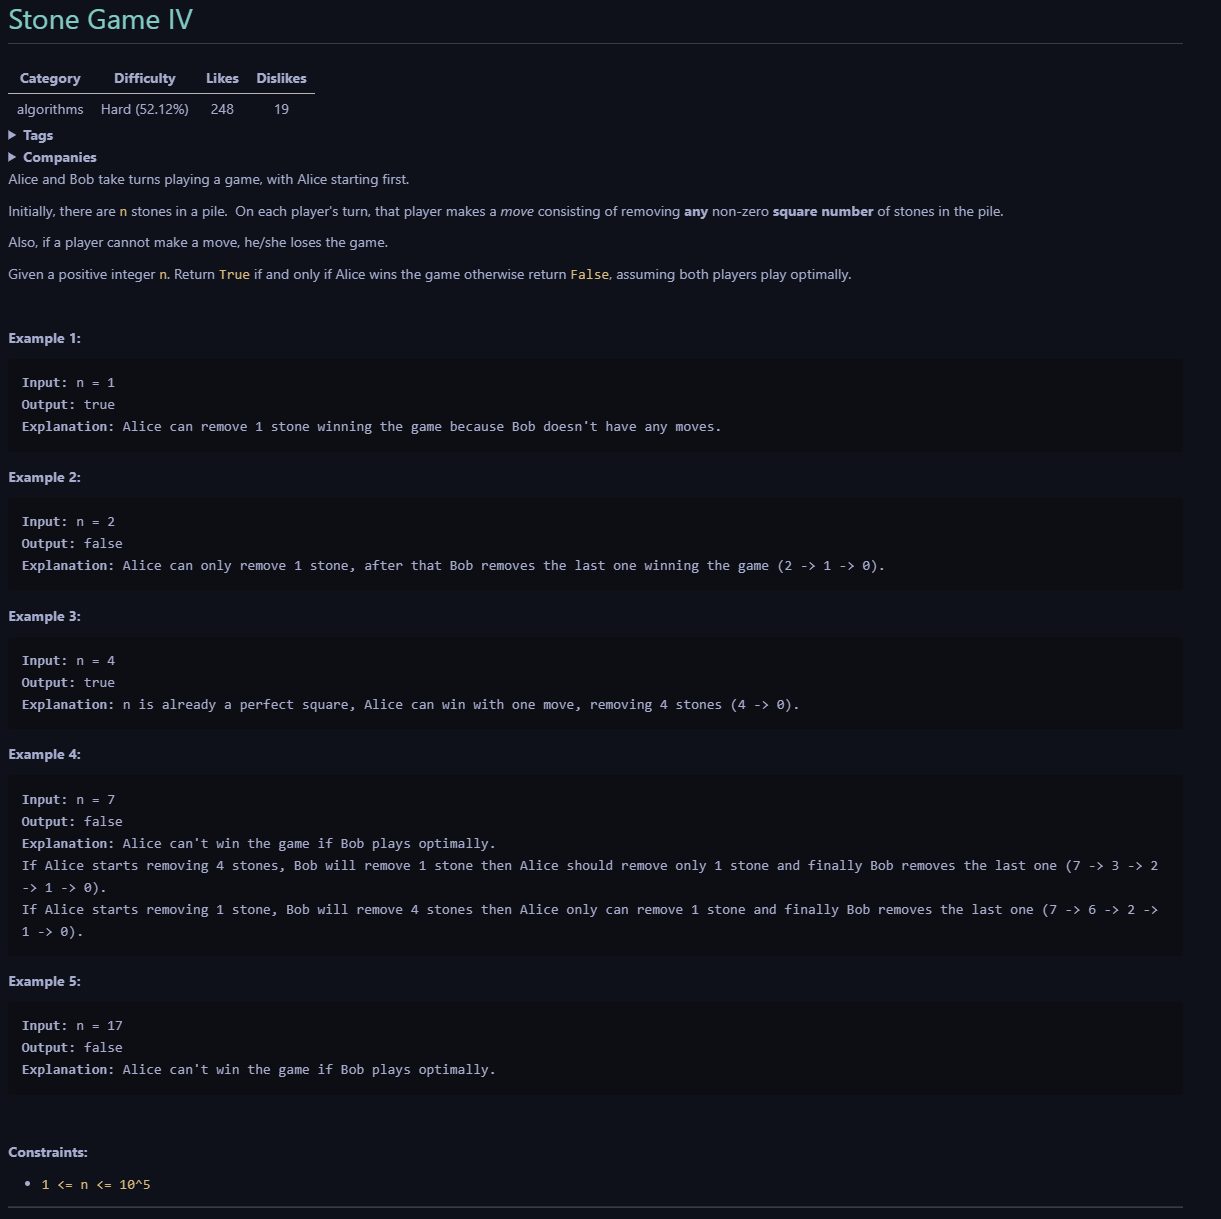 Stone Game IV
Category Difficulty Likes Dislikes
algorithms Hard (52.12%) 248 19
▶ Tags
▶ Companies
Alice and Bob take turns playing a game, with Alice starting first.
Initially, there are n stones in a pile.  On each player's turn, that player makes a move consisting of removing any non-zero square number of stones in the pile.
Also, if a player cannot make a move, he/she loses the game.
Given a positive integer n. Return True if and only if Alice wins the game otherwise return False, assuming both players play optimally.
Example 1:
Input: n = 1
Output: true
Explanation: Alice can remove 1 stone winning the game because Bob doesn't have any moves.
Example 2:
Input: n = 2
Output: false
Explanation: Alice can only remove 1 stone, after that Bob removes the last one winning the game (2 -> 1 -> 0).
Example 3:
Input: n = 4
Output: true
Explanation: n is already a perfect square, Alice can win with one move, removing 4 stones (4 -> 0).
Example 4:
Input: n = 7
Output: false
Explanation: Alice can't win the game if Bob plays optimally.
If Alice starts removing 4 stones, Bob will remove 1 stone then Alice should remove only 1 stone and finally Bob removes the last one (7 -> 3 -> 2
-> 1 -> 0).
If Alice starts removing 1 stone, Bob will remove 4 stones then Alice only can remove 1 stone and finally Bob removes the last one (7 -> 6 -> 2 ->
1 -> 0).
Example 5:
Input: n = 17
Output: false
Explanation: Alice can't win the game if Bob plays optimally.
Constraints:
• 1 <= n <= 10^5